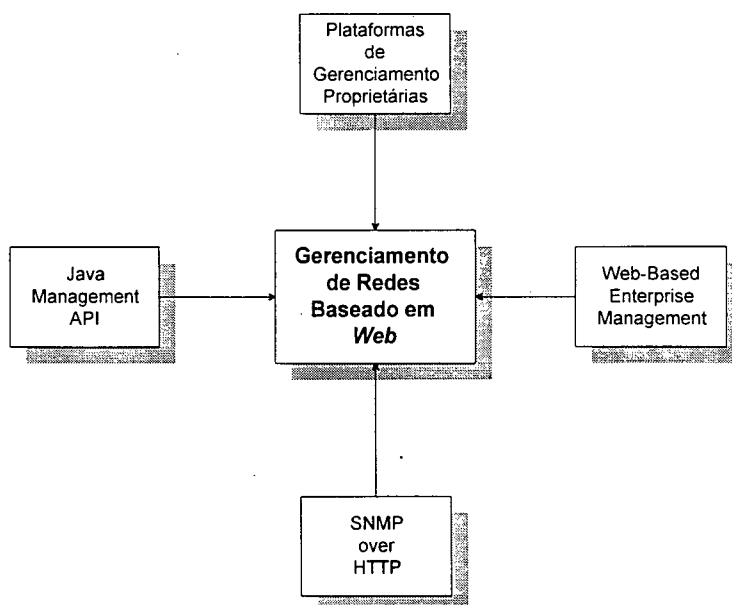 Plataformas
de
Gerenciamento
Proprietárias
Java
Management
API
Gerenciamento
de Redes
Baseado em
Web
Web-Based
Enterprise
Management
SNMP
over
HTTP